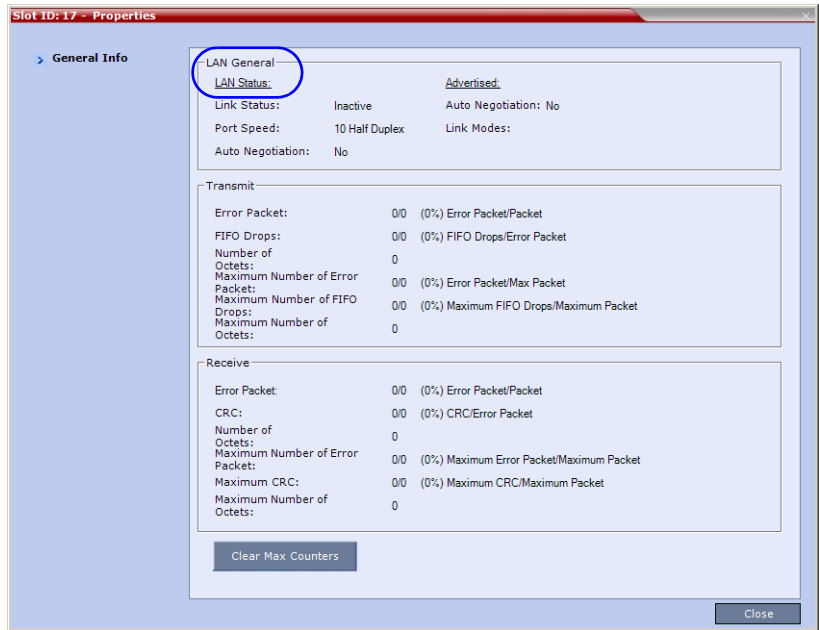 Slot ID: 17 - Properties
General Info
LAN General
LAN Status: Advertised:
Link Status: Inactive Auto Negotiation: No
Port Speed: 10 Half Duplex Link Modes:
Auto Negotiation: No
Transmit
Error Packet: 0/0 (0%) Error Packet/Packet
FIFO Drops: 0/0 (0%) FIFO Drops/Error Packet
Number of
Octets: 0
Maximum Number of Error
Packet: 0/0 (0%) Error Packet/Max Packet
Maximum Number of FIFO
Drops: 0/0 (0%) Maximum FIFO Drops/Maximum Packet
Maximum Number of
Octets: 0
Receive
Error Packet: 0/0 (0%) Error Packet/Packet
CRC: 0/0 (0%) CRC/Error Packet
Number of
Octets: 0
Maximum Number of Error
Packet: 0/0 (0%) Maximum Error Packet/Maximum Packet
Maximum CRC: 0/0 (0%) Maximum CRC/Maximum Packet
Maximum Number of
Octets: 0
Clear Max Counters
Close